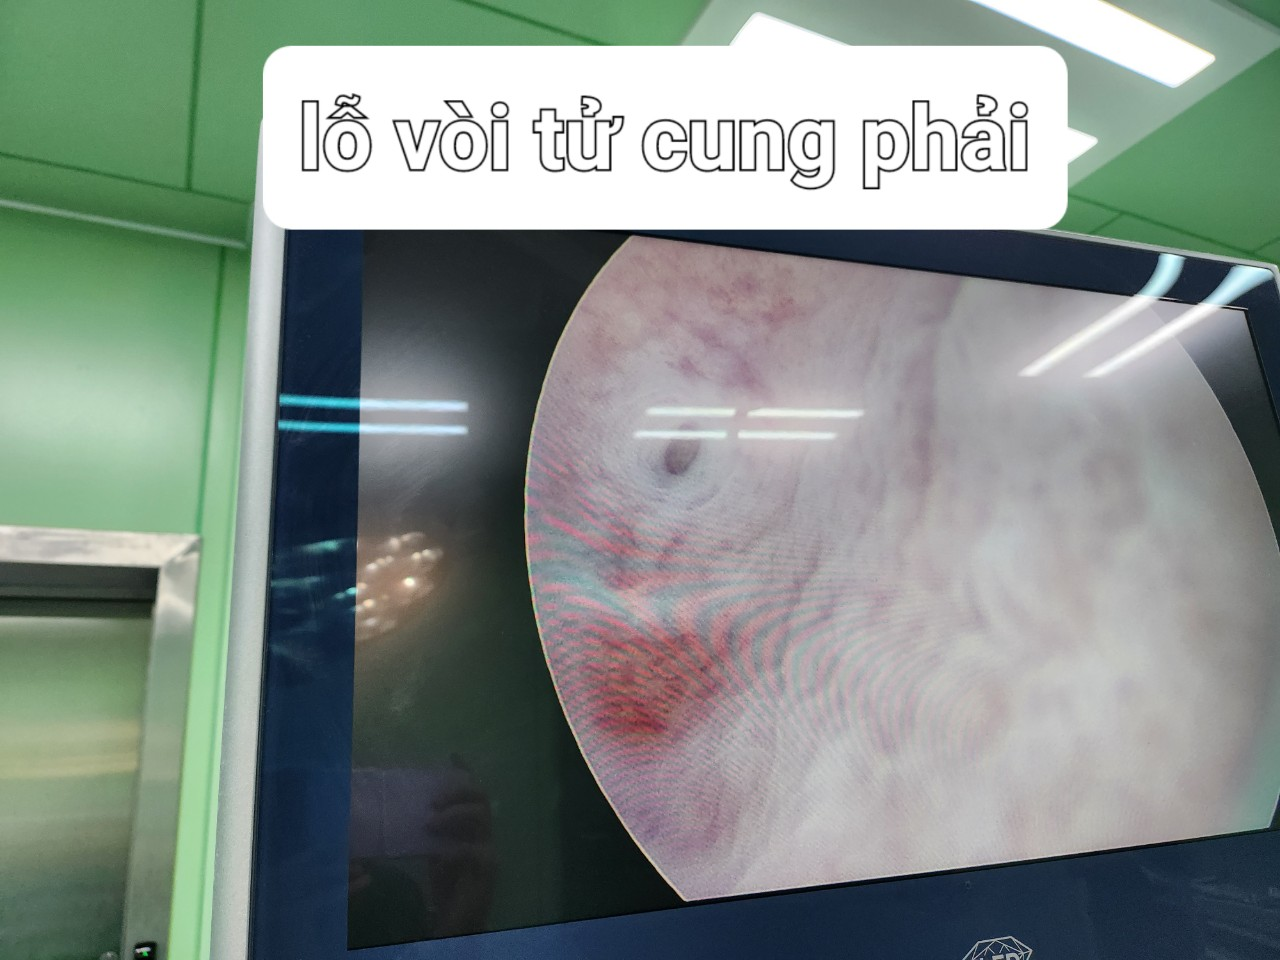 lỗ vòi tử cung phải